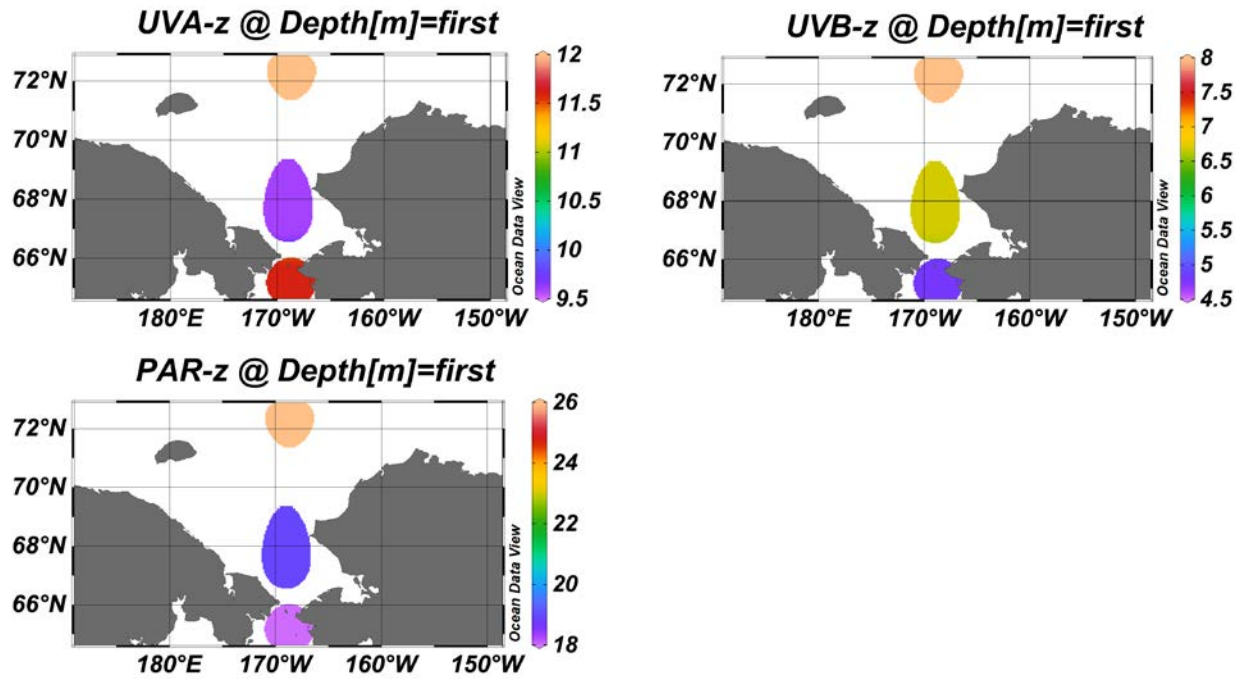 UVA-z @ Depth[m]=first
72°N
70°N
68°N
66°N
180°E
170°W
160°W
150°W
12
11.5
11
10.5
10
9.5
Ocean Data View
UVB-z @ Depth[m]=first
72°N
70°N
68°N
66°N
180°E
170°W
160°W
150°W
8
7.5
7
6.5
6
5.5
5
4.5
Ocean Data View
PAR-z @ Depth[m]=first
72°N
70°N
68°N
66°N
180°E
170°W
160°W
150°W
26
24
22
20
18
Ocean Data View